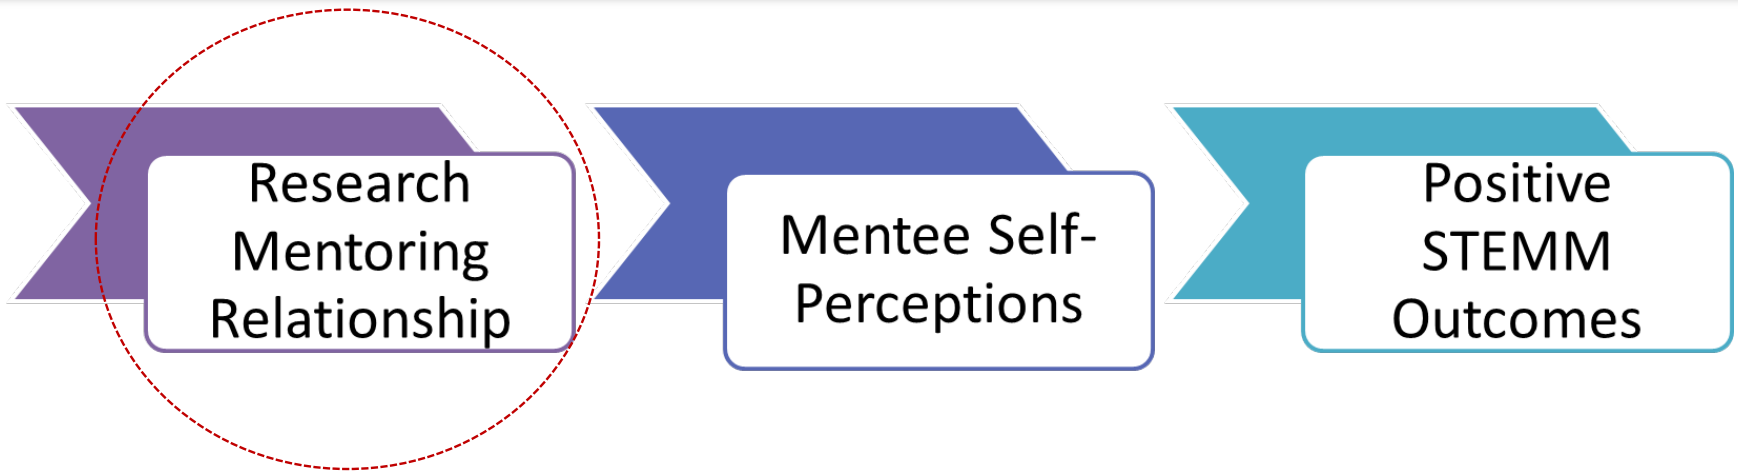 Research
Mentoring
Relationship
Mentee Self-
Perceptions
Positive
STEMM
Outcomes